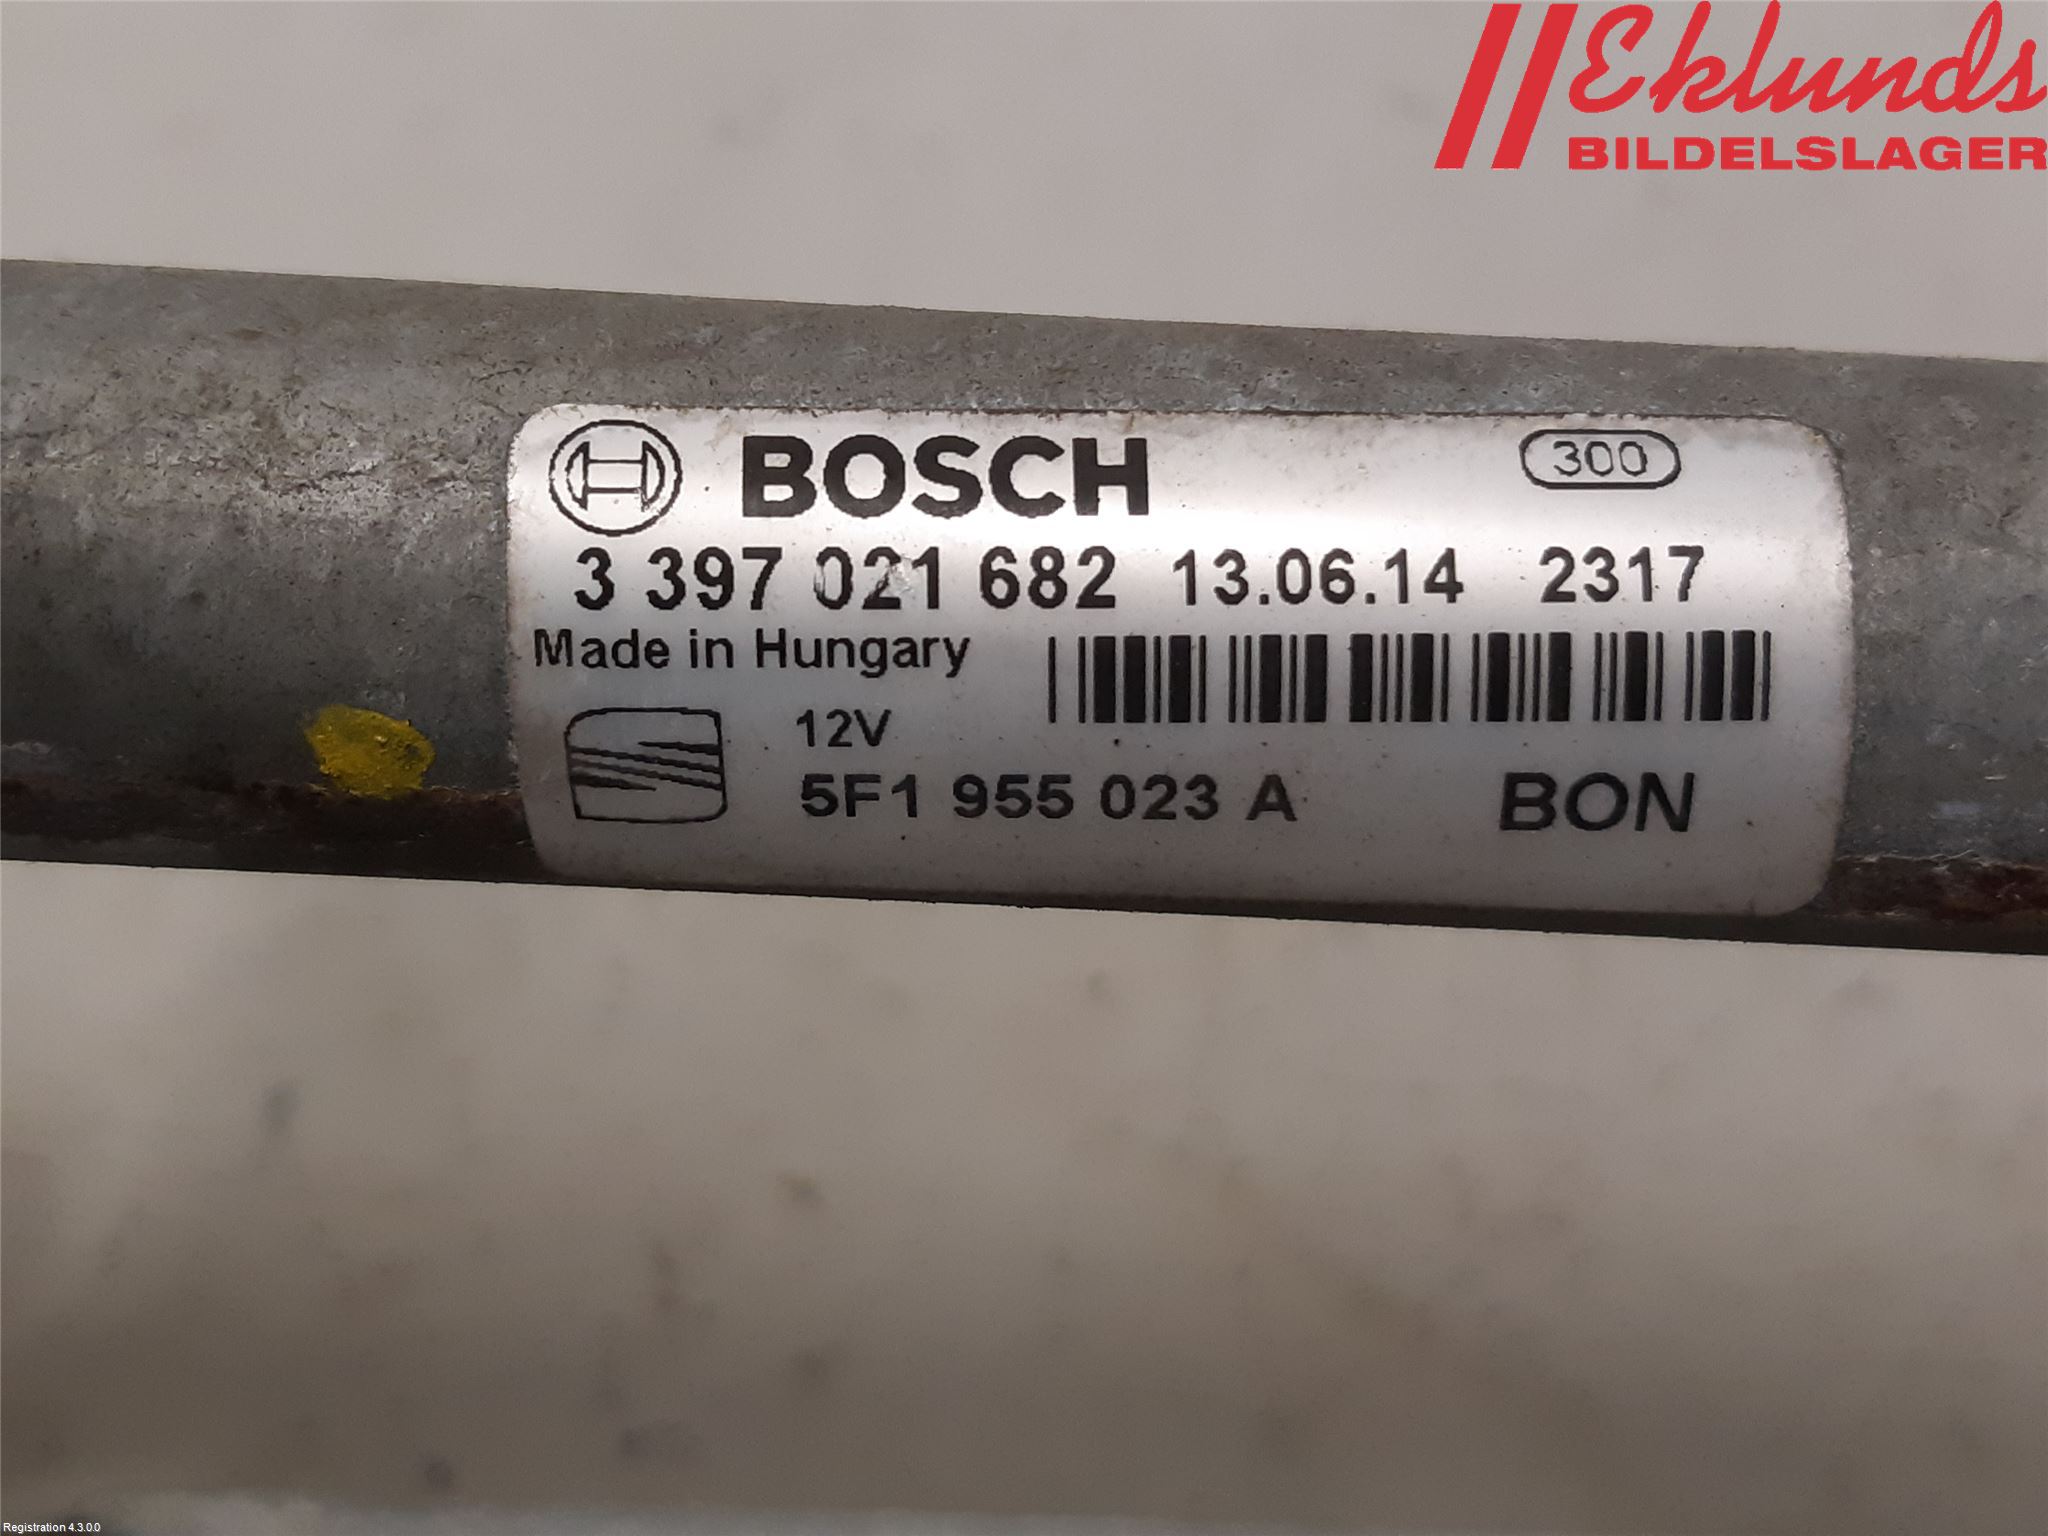 Eklunds
BILDELSLAGER
BOSCH
300
3 397 021 682 13.06.14 2317
Made in Hungary
12V
5F1 955 023 A BON
Registration 4.3.0.0